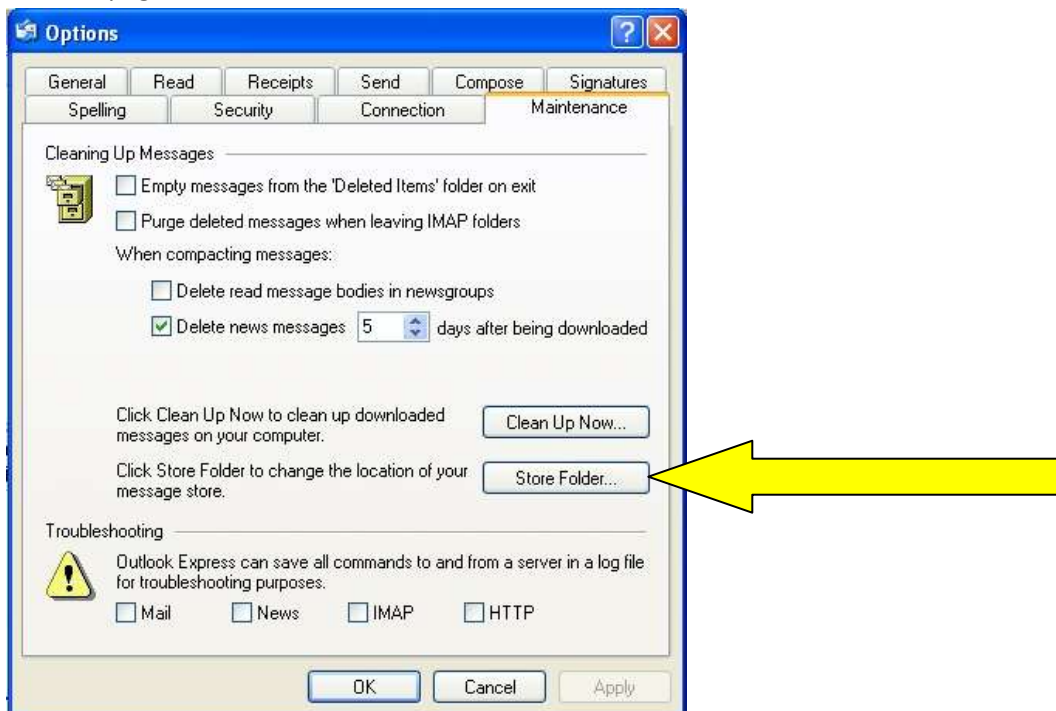 Options
General Read Receipts Send Compose Signatures
Spelling Security Connection Maintenance
Cleaning Up Messages
Empty messages from the 'Deleted Items' folder on exit
Purge deleted messages when leaving IMAP folders
When compacting messages:
Delete read message bodies in newsgroups
Delete news messages 5 days after being downloaded
Click Clean Up Now to clean up downloaded
messages on your computer.
Clean Up Now...
Click Store Folder to change the location of your
message store.
Store Folder...
Troubleshooting
Outlook Express can save all commands to and from a server in a log file
for troubleshooting purposes.
Mail News IMAP HTTP
OK Cancel Apply